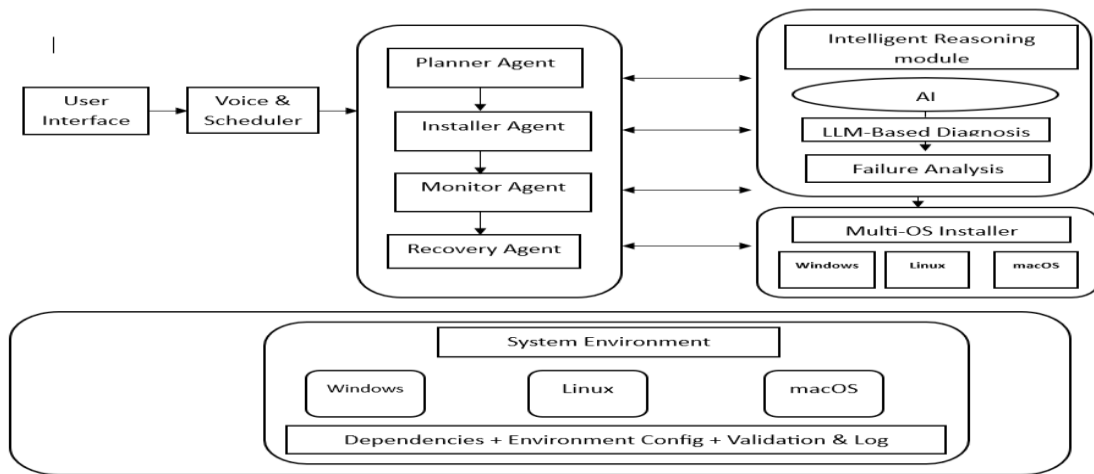 User
Interface
Voice &
Scheduler
Planner Agent
Installer Agent
Monitor Agent
Recovery Agent
Intelligent Reasoning
module
AI
LLM-Based Diagnosis
Failure Analysis
Multi-OS Installer
Windows
Linux
macOS
System Environment
Windows
Linux
macOS
Dependencies + Environment Config + Validation & Log